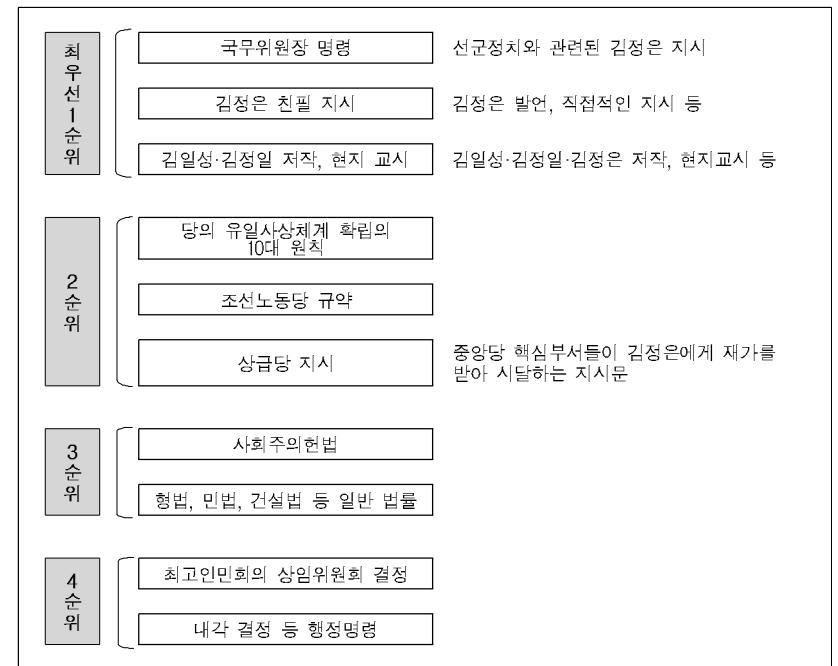 최우선1순위
국무위원장 명령
선군정치와 관련된 김정은 지시
김정은 친필 지시
김정은 발언, 직접적인 지시 등
김일성·김정일 저작, 현지 교시
김일성·김정일·김정은 저작, 현지교시 등
2순위
당의 유일사상체계 확립의
10대 원칙
조선노동당 규약
상급당 지시
중앙당 핵심부서들이 김정은에게 재가를
받아 시달하는 지시문
3순위
사회주의헌법
형법, 민법, 건설법 등 일반 법률
4순위
최고인민회의 상임위원회 결정
내각 결정 등 행정명령